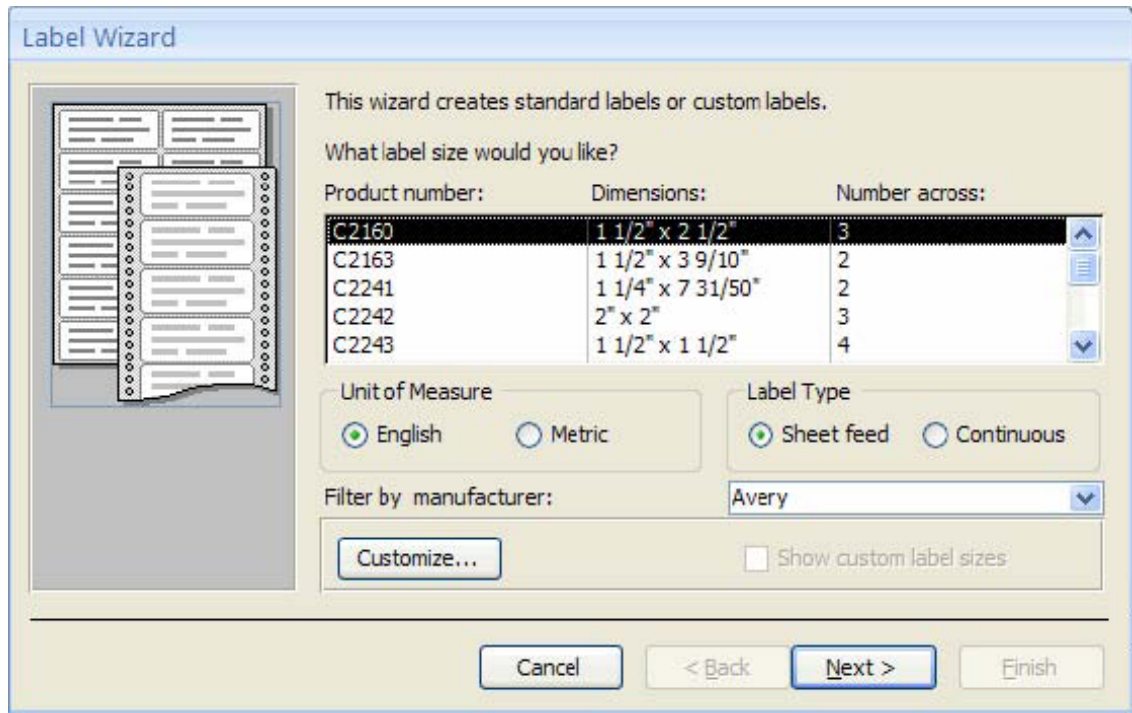 Label Wizard
This wizard creates standard labels or custom labels.
What label size would you like?
Product number: Dimensions: Number across:
C2160 1 1/2" x 2 1/2" 3
C2163 1 1/2" x 3 9/10" 2
C2241 1 1/4" x 7 31/50" 2
C2242 2" x 2" 3
C2243 1 1/2" x 1 1/2" 4
Unit of Measure Label Type
English Metric Sheet feed Continuous
Filter by manufacturer: Avery
Customize... Show custom label sizes
Cancel < Back Next > Finish